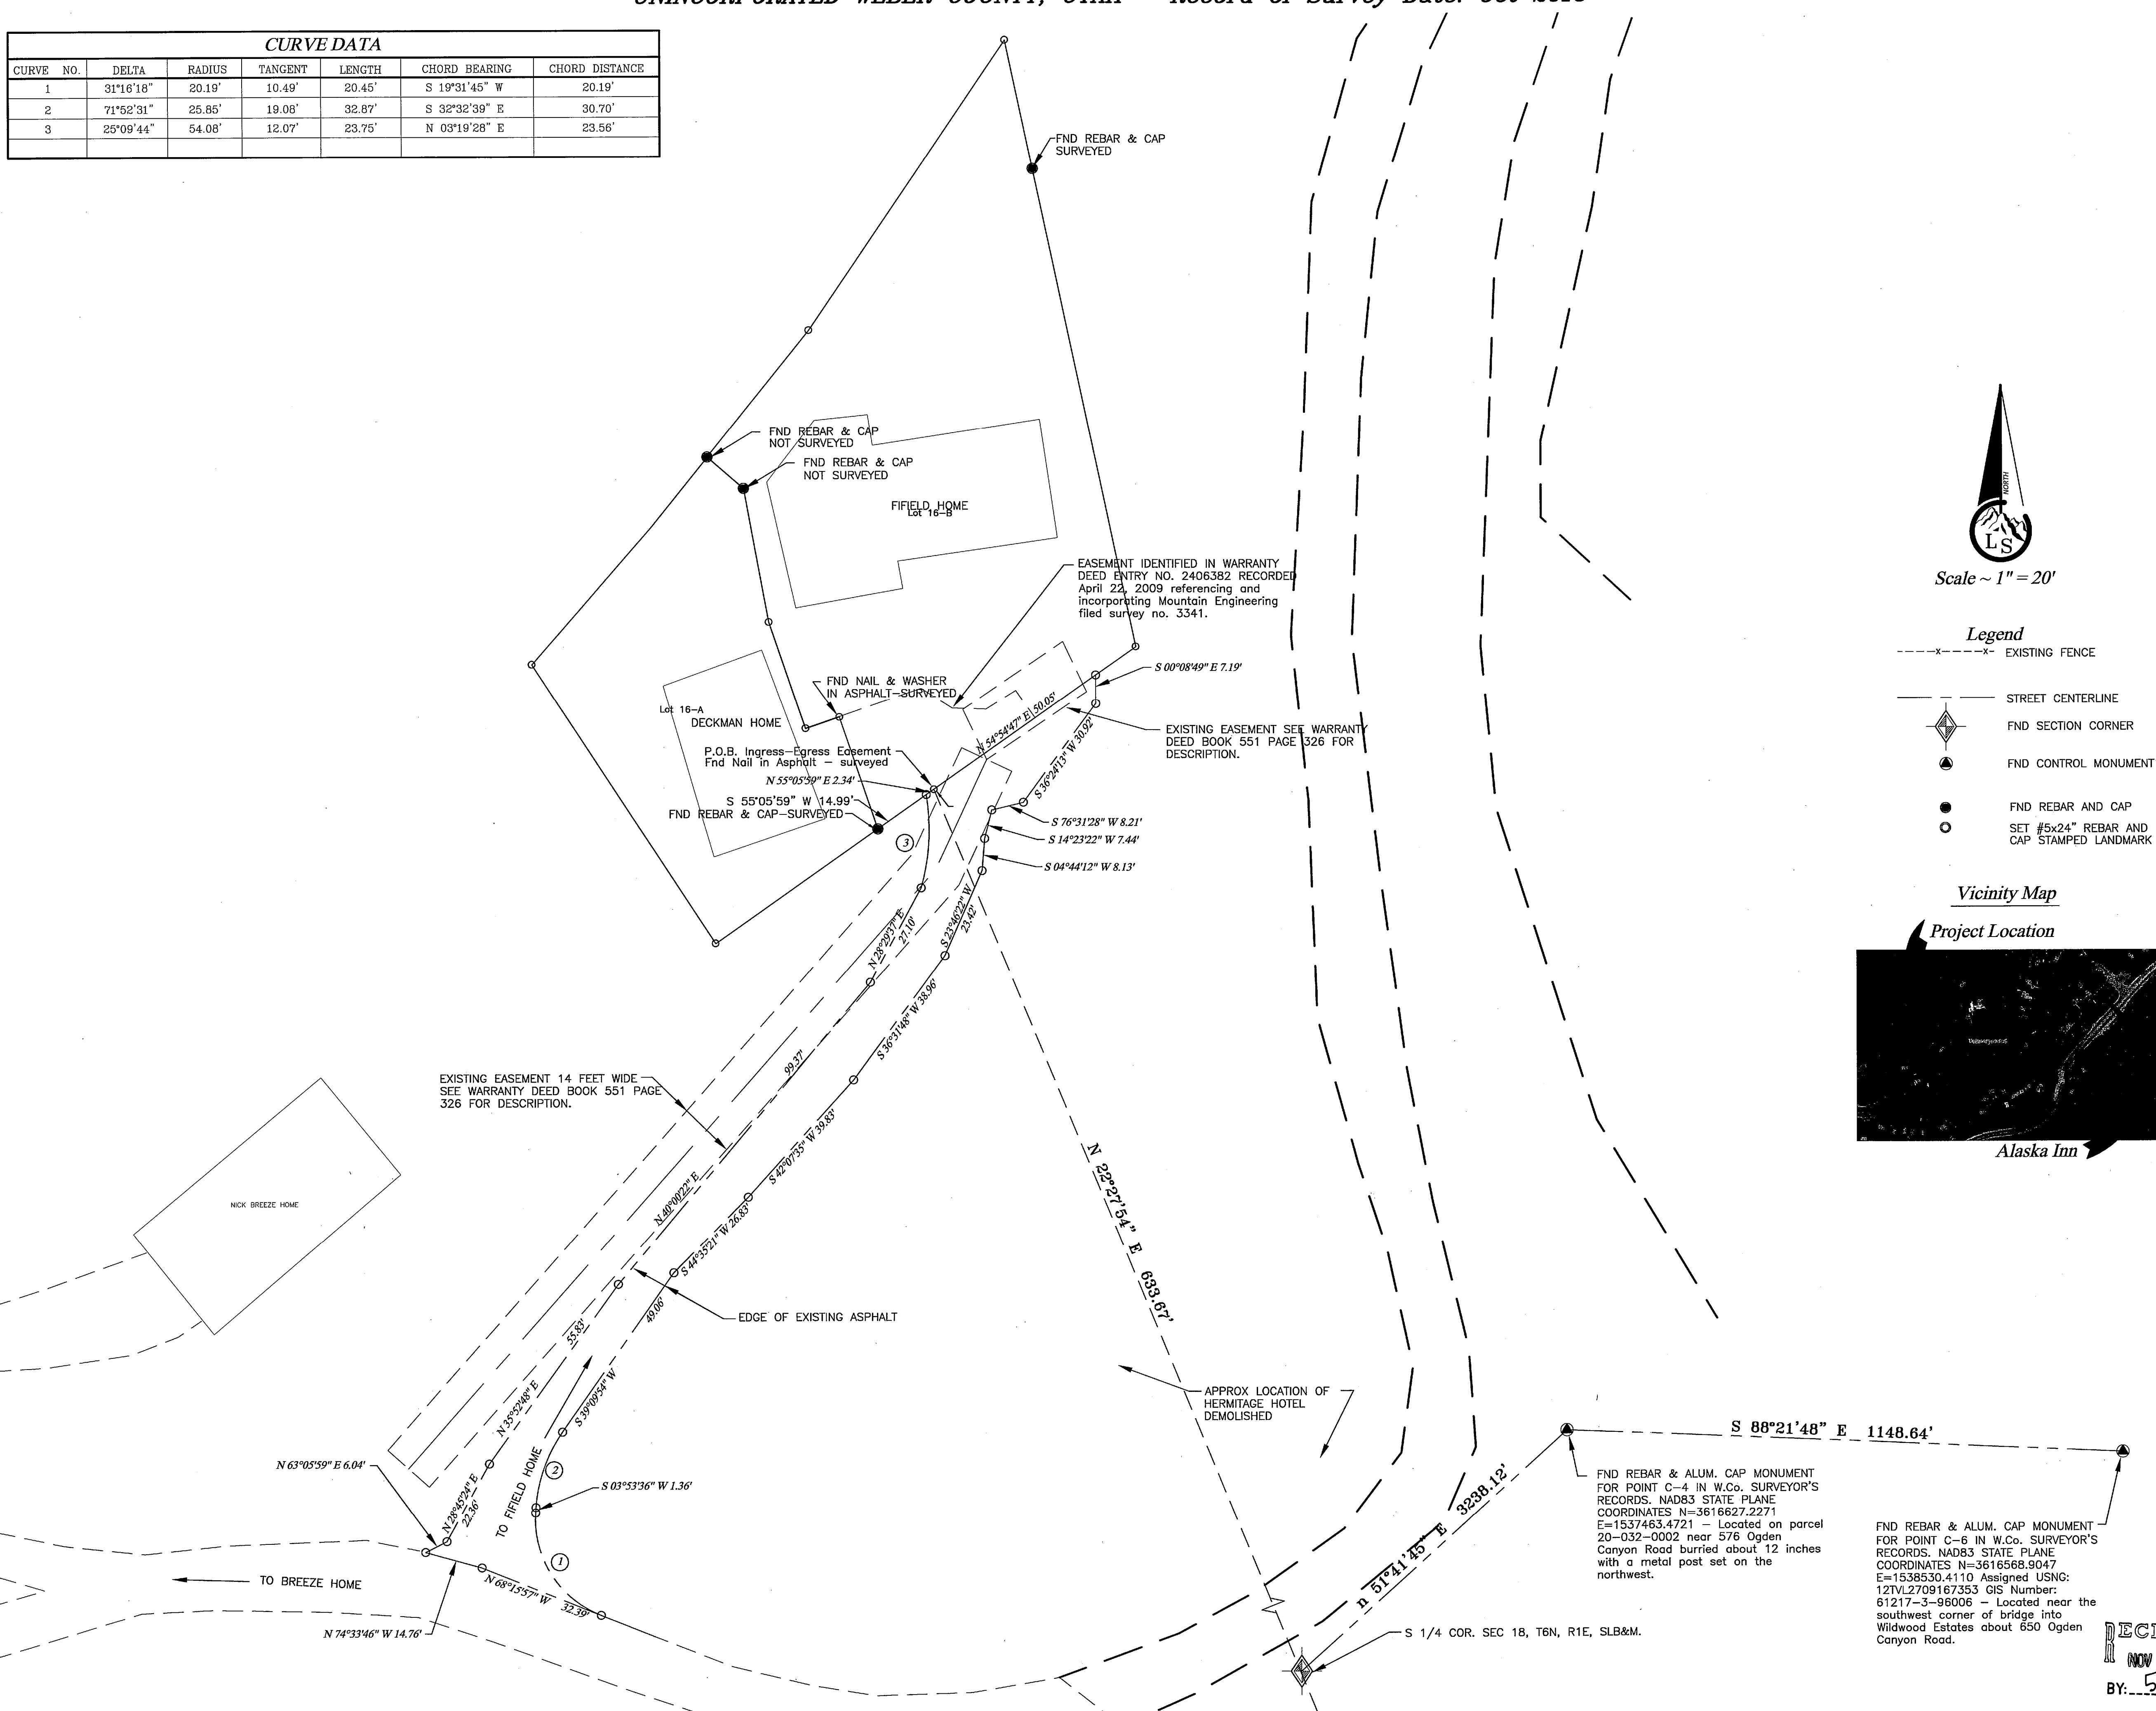 CURVE DATA
CURVE NO. DELTA RADIUS TANGENT LENGTH CHORD BEARING CHORD DISTANCE
1 31°16'18" 20.19' 10.49' 20.45' S 19°31'45" W 20.19'
2 71°52'31" 25.85' 19.08' 32.87' S 32°32'39" E 30.70'
3 25°09'44" 54.08' 12.07' 23.75' N 03°19'28" E 23.56'
FND REBAR & CAP
SURVEYED
FND REBAR & CAP
NOT SURVEYED
FND REBAR & CAP
NOT SURVEYED
FIFIELD HOME
Lot 16-B
EASEMENT IDENTIFIED IN WARRANTY
DEED ENTRY NO. 2406382 RECORDED
April 22, 2009 referencing and
incorporating Mountain Engineering
filed survey no. 3341.
S 00°08'49" E 7.19'
FND NAIL & WASHER
IN ASPHALT-SURVEYED
Lot 16-A
DECKMAN HOME
N 54°54'47" E 50.05'
S 36°24'13" W 30.92'
EXISTING EASEMENT SEE WARRANTY
DEED BOOK 551 PAGE 326 FOR
DESCRIPTION.
P.O.B. Ingress-Egress Easement
Fnd Nail in Asphalt - surveyed
N 55°05'59" E 2.34'
S 55°05'59" W 14.99'
FND REBAR & CAP-SURVEYED
3
S 76°31'28" W 8.21'
S 14°23'22" W 7.44'
S 04°44'12" W 8.13'
N 28°29'37" E
27.10'
S 23°46'22" W
23.42'
S 36°31'48" W 38.96'
99.37'
EXISTING EASEMENT 14 FEET WIDE
SEE WARRANTY DEED BOOK 551 PAGE
326 FOR DESCRIPTION.
S 42°07'35" W 39.83'
N 40°00'22" E
S 44°35'21" W 26.83'
NICK BREEZE HOME
N 22°27'54" E 633.67'
EDGE OF EXISTING ASPHALT
49.06'
55.83'
N 35°52'48" E
S 39°09'54" W
APPROX LOCATION OF
HERMITAGE HOTEL
DEMOLISHED
N 63°05'59" E 6.04'
N 28°45'24" E
22.36'
TO FIFIELD HOME
2
S 03°53'36" W 1.36'
1
TO BREEZE HOME
N 68°15'57" W 32.39'
N 74°33'46" W 14.76'
S 88°21'48" E 1148.64'
n 51°41'45" E 3238.12'
FND REBAR & ALUM. CAP MONUMENT
FOR POINT C-4 IN W.Co. SURVEYOR'S
RECORDS. NAD83 STATE PLANE
COORDINATES N=3616627.2271
E=1537463.4721 - Located on parcel
20-032-0002 near 576 Ogden
Canyon Road burried about 12 inches
with a metal post set on the
northwest.
FND REBAR & ALUM. CAP MONUMENT
FOR POINT C-6 IN W.Co. SURVEYOR'S
RECORDS. NAD83 STATE PLANE
COORDINATES N=3616568.9047
E=1538530.4110 Assigned USNG:
12TVL2709167353 GIS Number:
61217-3-96006 - Located near the
southwest corner of bridge into
Wildwood Estates about 650 Ogden
Canyon Road.
S 1/4 COR. SEC 18, T6N, R1E, SLB&M.
NORTH
LS
Scale ~ 1" = 20'
Legend
EXISTING FENCE
STREET CENTERLINE
FND SECTION CORNER
FND CONTROL MONUMENT
FND REBAR AND CAP
SET #5x24" REBAR AND
CAP STAMPED LANDMARK
Vicinity Map
Project Location
Alaska Inn
NOV
BY: 5